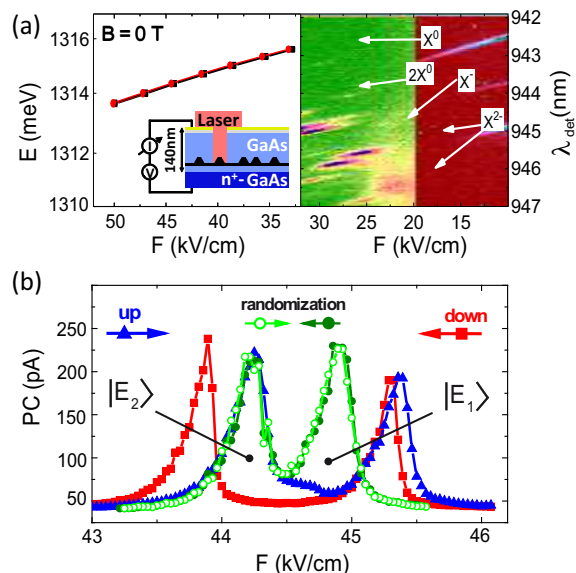 (a)
B = 0 T
1316
1314
1312
1310
E (meV)
50 45 40 35
F (kV/cm)
Laser
140nm
I
V
GaAs
n⁺-GaAs
X⁰
2X⁰
X⁻
X²⁻
30 25 20 15
F (kV/cm)
942
943
944
945
946
947
λ det (nm)
(b)
up
randomization
down
250
200
150
100
50
PC (pA)
|E₂⟩
|E₁⟩
43 44 45 46
F (kV/cm)